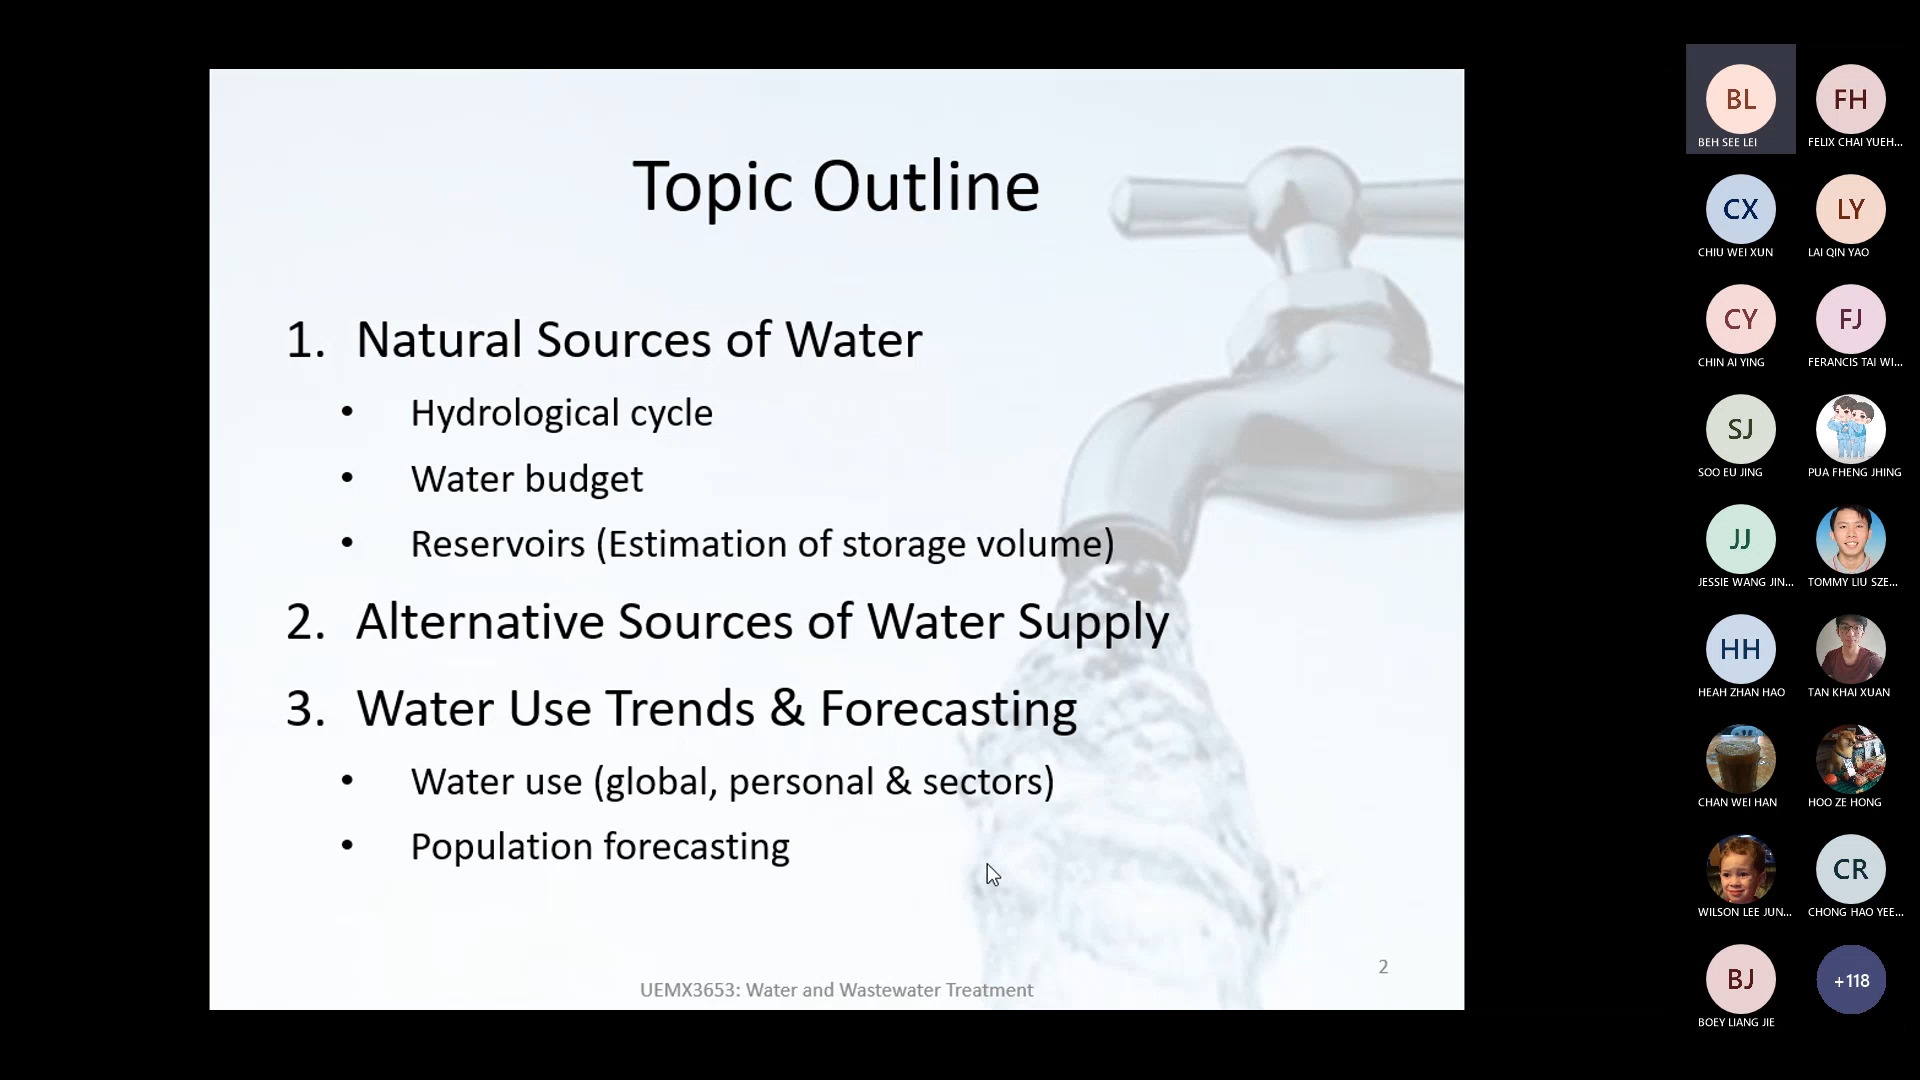 Topic Outline
1. Natural Sources of Water
• Hydrological cycle
• Water budget
• Reservoirs (Estimation of storage volume)
2. Alternative Sources of Water Supply
3. Water Use Trends & Forecasting
• Water use (global, personal & sectors)
• Population forecasting
2
UEMX3653: Water and Wastewater Treatment
BL
BEH SEE LEI
FH
FELIX CHAI YUEH...
CX
CHIU WEI XUN
LY
LAI QIN YAO
CY
CHIN AI YING
FJ
FERANCIS TAI WI...
SJ
SOO EU JING
PUA FHENG JHING
JJ
JESSIE WANG JIN...
TOMMY LIU SZE...
HH
HEAH ZHAN HAO
TAN KHAI XUAN
CHAN WEI HAN
HOO ZE HONG
WILSON LEE JUN...
CR
CHONG HAO YEE...
BJ
BOEY LIANG JIE
+118